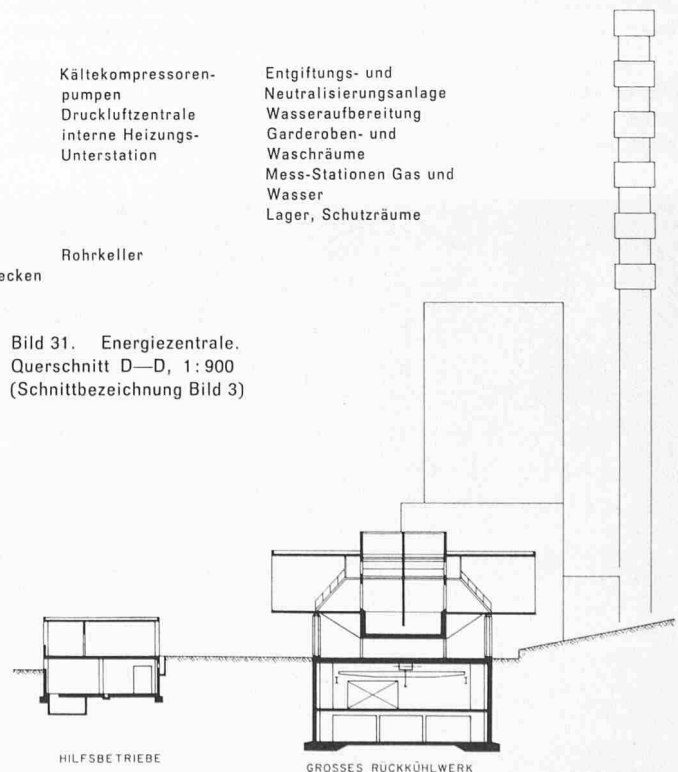 Kältekompressoren-
pumpen
Druckluftzentrale
interne Heizungs-
Unterstation
Entgiftungs- und
Neutralisierungsanlage
Wasseraufbereitung
Garderoben- und
Waschräume
Mess-Stationen Gas und
Wasser
Lager, Schutzräume
Rohrkeller
ecken
Bild 31. Energiezentrale.
Querschnitt D—D, 1:900
(Schnittbezeichnung Bild 3)
HILFSBETRIEBE
GROSSES RÜCKKÜHLWERK